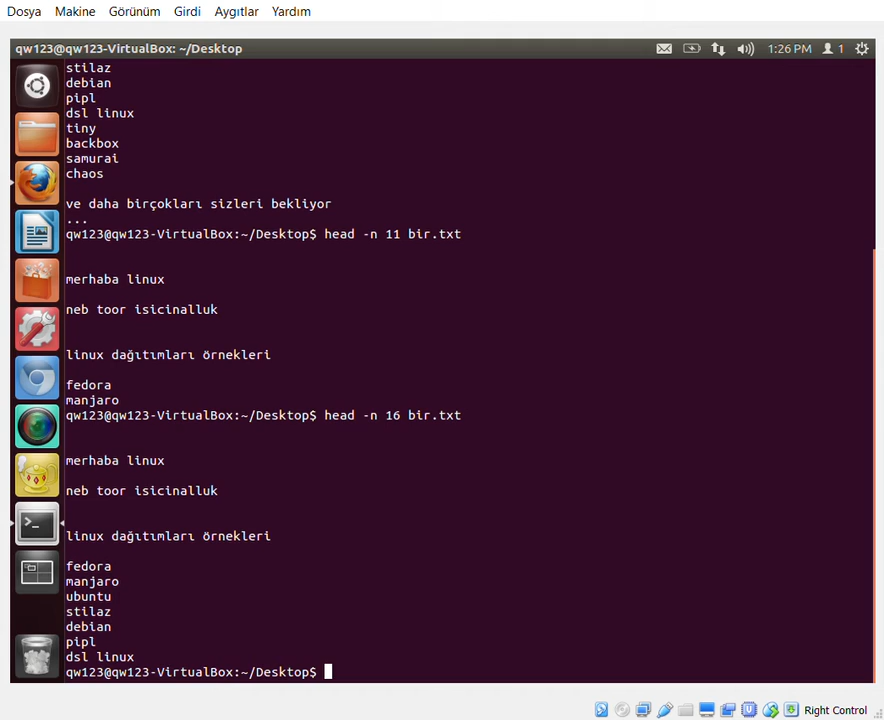 Dosya Makine Görünüm Girdi Aygıtlar Yardım
qw123@qw123-VirtualBox: ~/Desktop 1:26 PM 1
stilaz
debian
pipl
dsl linux
tiny
backbox
samurai
chaos
ve daha birçokları sizleri bekliyor
...
qw123@qw123-VirtualBox:~/Desktop$ head -n 11 bir.txt
merhaba linux
neb toor isicinalluk
linux dağıtımları örnekleri
fedora
manjaro
qw123@qw123-VirtualBox:~/Desktop$ head -n 16 bir.txt
merhaba linux
neb toor isicinalluk
linux dağıtımları örnekleri
fedora
manjaro
ubuntu
stilaz
debian
pipl
dsl linux
qw123@qw123-VirtualBox:~/Desktop$
Right Control